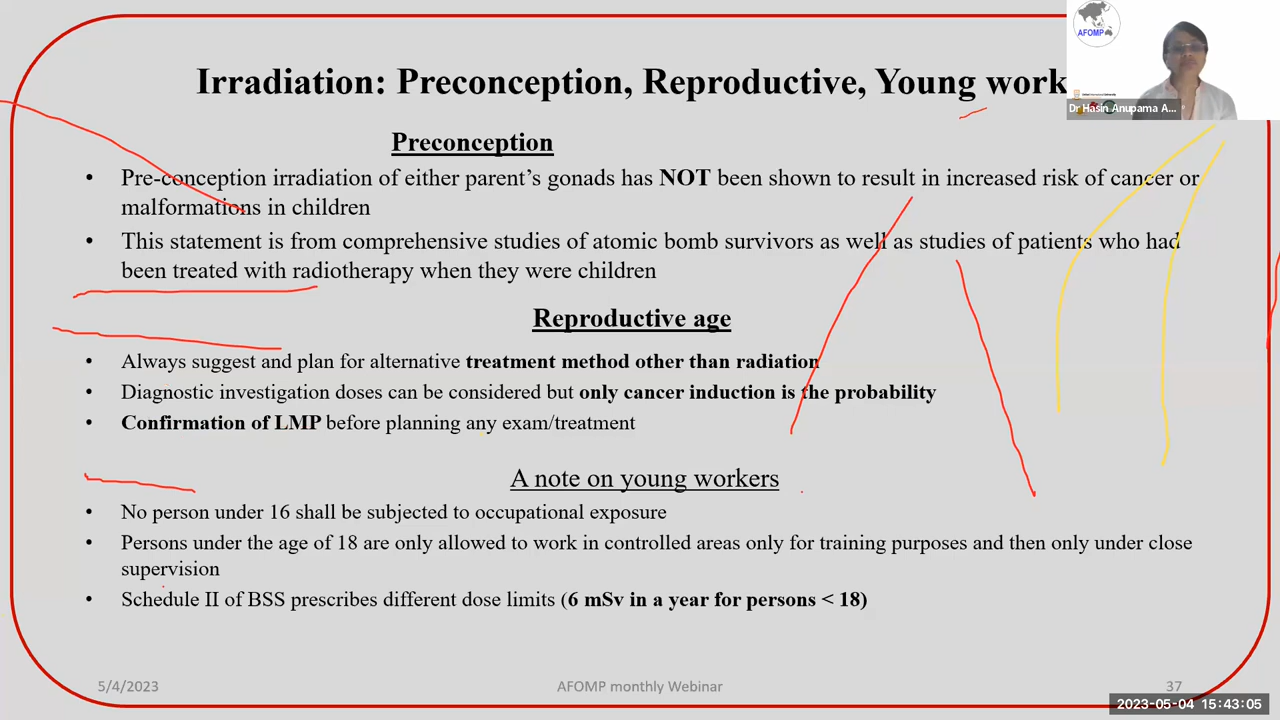 AFOMP
Irradiation: Preconception, Reproductive, Young work
Dr Hasin Anupama A...
Preconception
• Pre-conception irradiation of either parent’s gonads has NOT been shown to result in increased risk of cancer or
malformations in children
• This statement is from comprehensive studies of atomic bomb survivors as well as studies of patients who had
been treated with radiotherapy when they were children
Reproductive age
• Always suggest and plan for alternative treatment method other than radiation
• Diagnostic investigation doses can be considered but only cancer induction is the probability
• Confirmation of LMP before planning any exam/treatment
A note on young workers
• No person under 16 shall be subjected to occupational exposure
• Persons under the age of 18 are only allowed to work in controlled areas only for training purposes and then only under close
supervision
• Schedule II of BSS prescribes different dose limits (6 mSv in a year for persons < 18)
5/4/2023
AFOMP monthly Webinar
37
2023-05-04 15:43:05